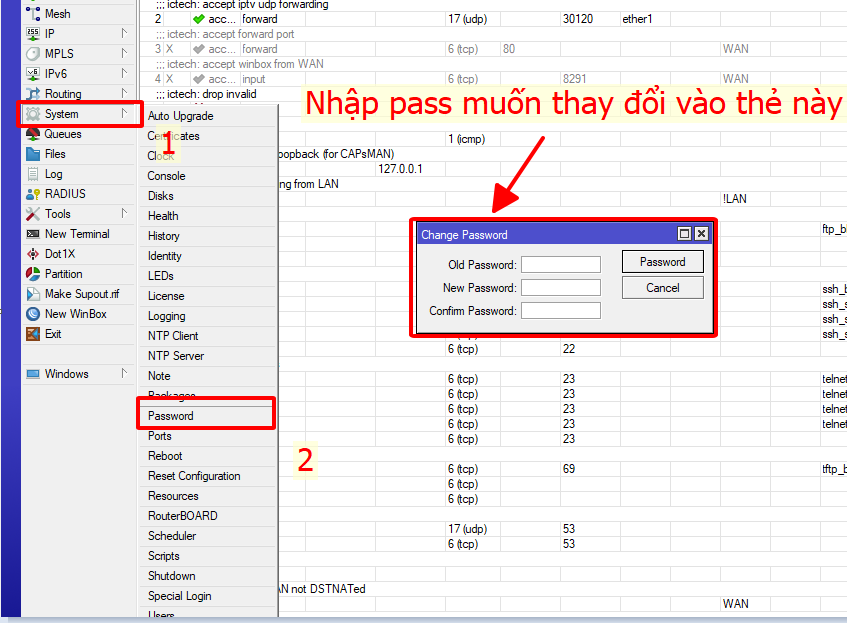 ;;; ictech: accept iptv udp forwarding
2 acc... forward 17 (udp) 30120 ether1
;;; ictech: accept forward port
3 X acc... forward 6 (tcp) 80 WAN
;;; ictech: accept winbox from WAN
4 X acc... input 6 (tcp) 8291 WAN
;;; ictech: drop invalid
Nhập pass muốn thay đổi vào thẻ này
1 (icmp)
oopback (for CAPsMAN)
127.0.0.1
ing from LAN
!LAN
Mesh
IP
MPLS
IPv6
Routing
System
Queues
Files
Log
RADIUS
Tools
New Terminal
Dot1X
Partition
Make Supout.rif
New WinBox
Exit
Windows
1
Auto Upgrade
Certificates
Clock
Console
Disks
Health
History
Identity
LEDs
License
Logging
NTP Client
NTP Server
Note
Packages
Password
Ports
Reboot
Reset Configuration
Resources
RouterBOARD
Scheduler
Scripts
Shutdown
Special Login
Users
2
Change Password
Old Password:
New Password:
Confirm Password:
Password
Cancel
ftp_bl
ssh_b
ssh_s
ssh_s
ssh_s
6 (tcp) 22
6 (tcp) 23 telnet
6 (tcp) 23 telnet
6 (tcp) 23 telnet
6 (tcp) 23 telnet
6 (tcp) 23
6 (tcp) 69 tftp_b
6 (tcp)
6 (tcp)
17 (udp) 53
6 (tcp) 53
AN not DSTNATed
WAN